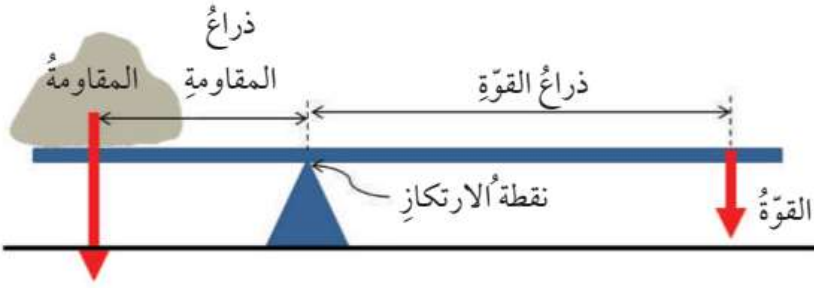 ذراعُ
المقاومةِ
المقاومةُ
ذراعُ القوّةِ
نقطةُ الارتكازِ
القوّةُ